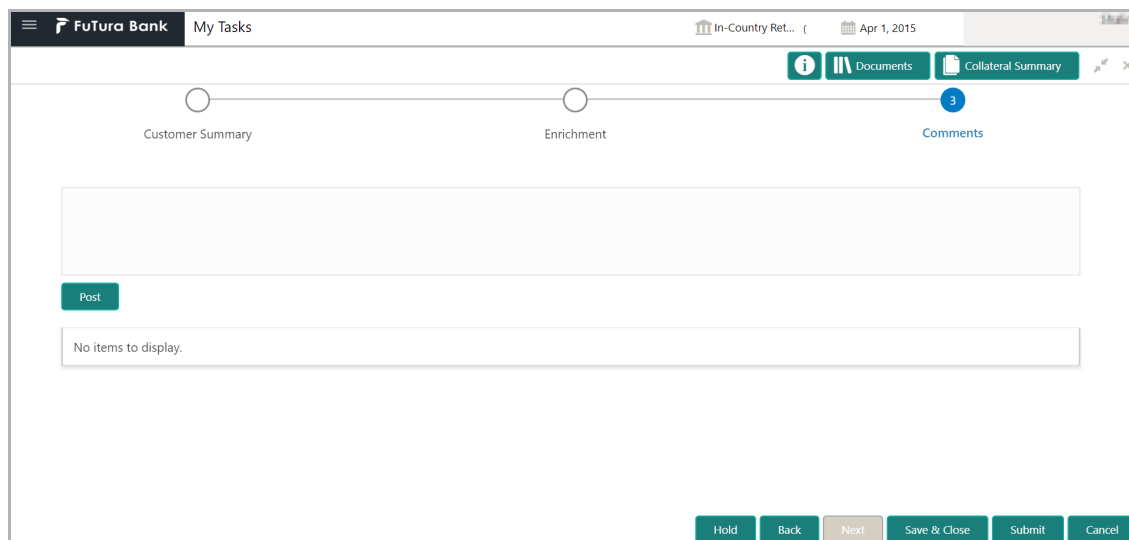 FuTura Bank My Tasks In-Country Ret... ( Apr 1, 2015
i Documents Collateral Summary
3
Customer Summary Enrichment Comments
Post
No items to display.
Hold Back Next Save & Close Submit Cancel